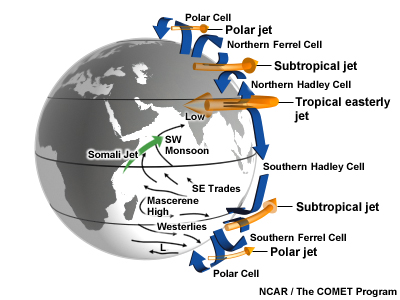 Polar Cell
Polar jet
Northern Ferrel Cell
Subtropical jet
Northern Hadley Cell
Tropical easterly
jet
Low
SW
Monsoon
Somali Jet
Southern Hadley Cell
SE Trades
Mascerene
High
Subtropical jet
Westerlies
Southern Ferrel Cell
L
Polar jet
Polar Cell
NCAR / The COMET Program